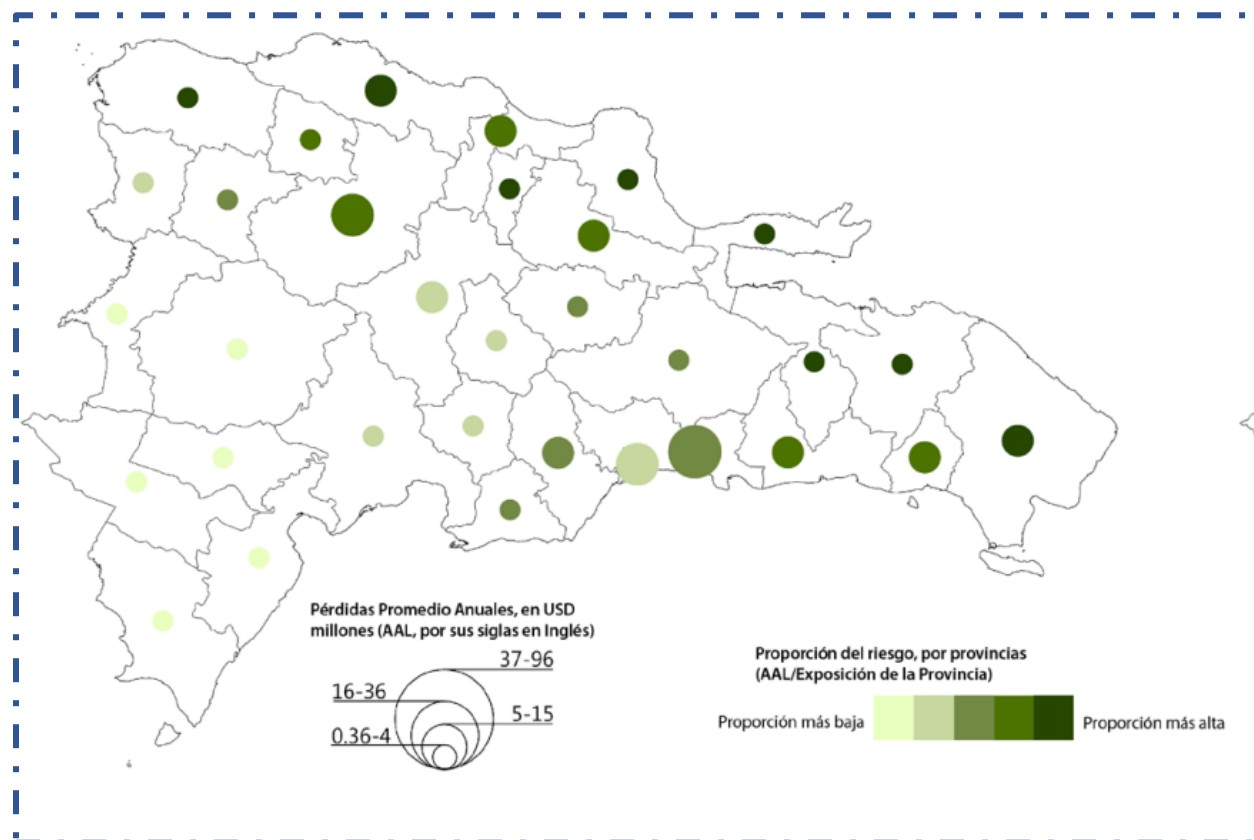 Pérdidas Promedio Anuales, en USD
millones (AAL, por sus siglas en Inglés)
37-96
16-36
5-15
0.36-4
Proporción del riesgo, por provincias
(AAL/Exposición de la Provincia)
Proporción más baja
Proporción más alta